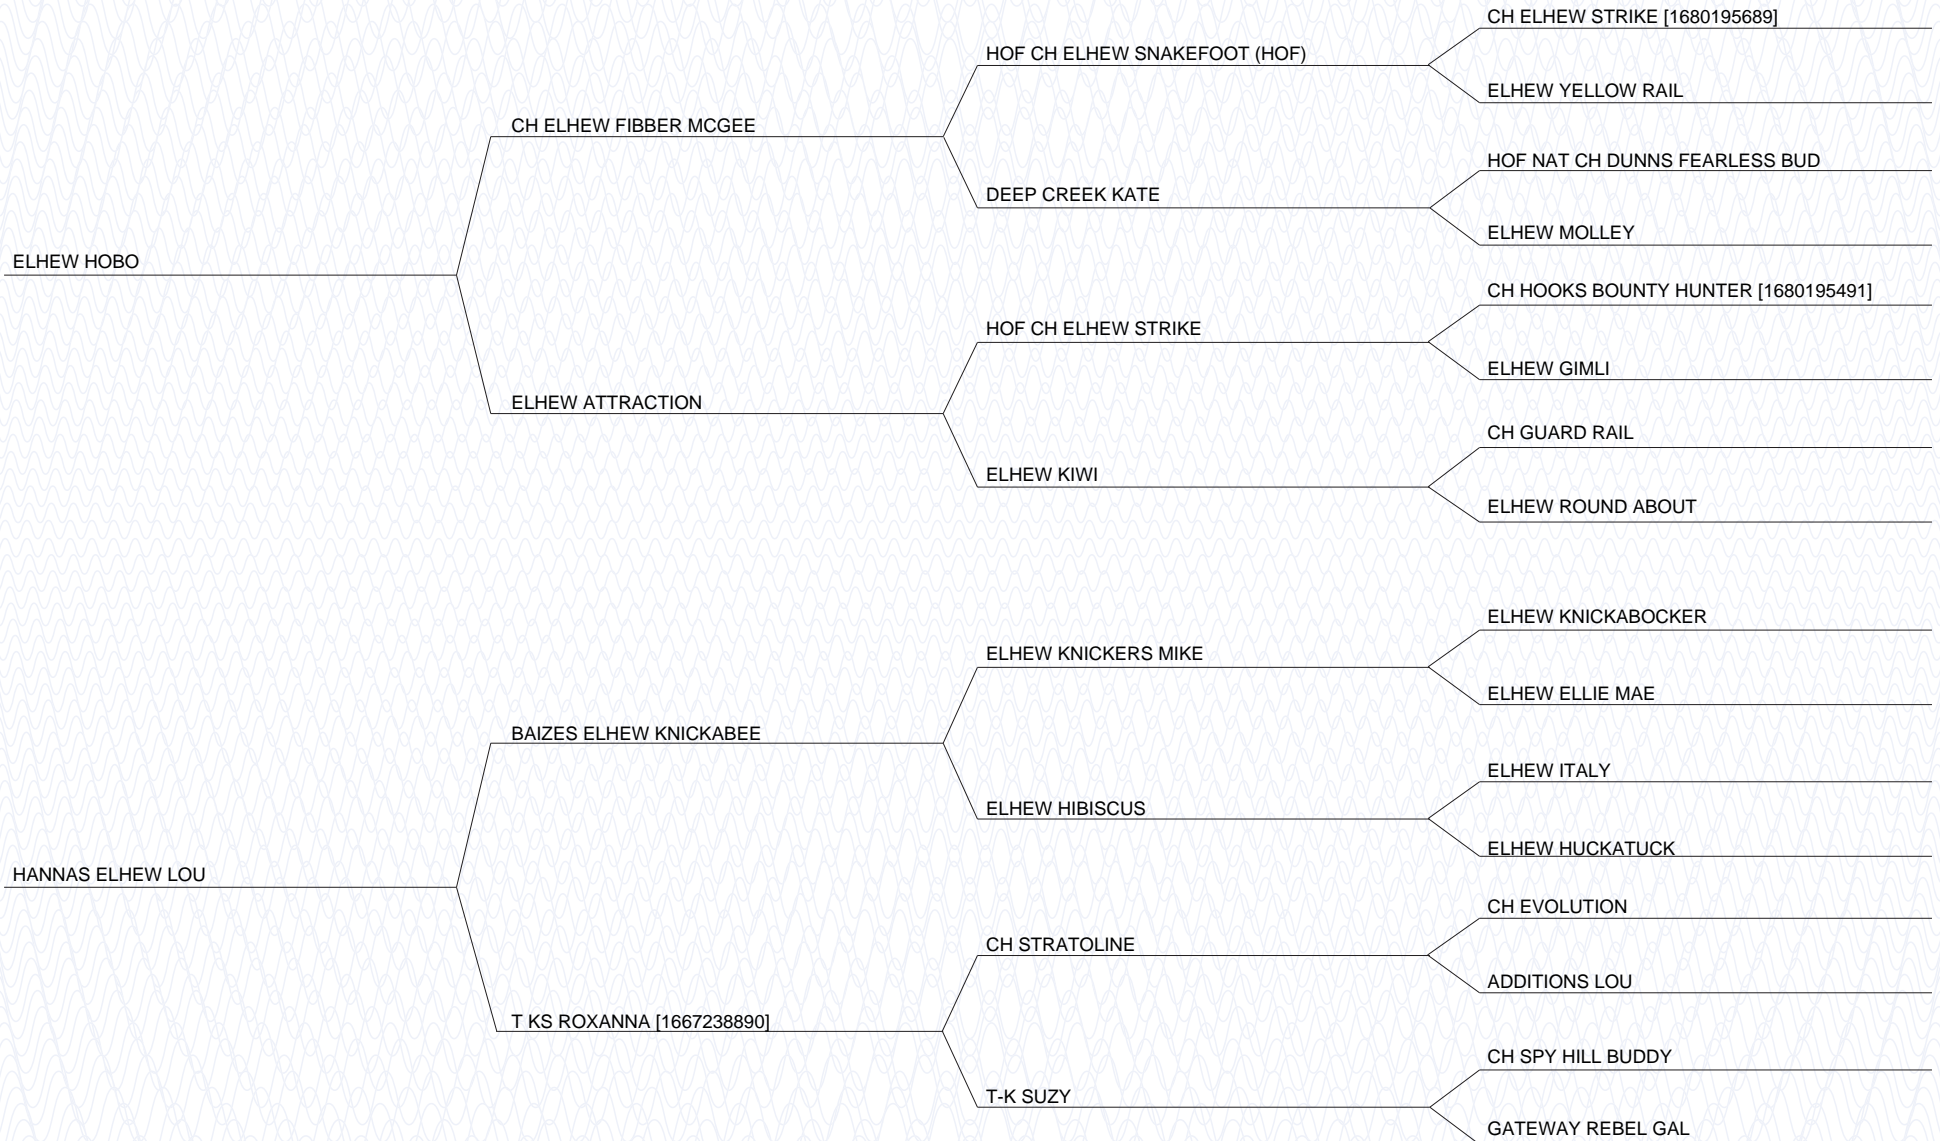 CH ELHEW STRIKE [1680195689]
HOF CH ELHEW SNAKEFOOT (HOF)
ELHEW YELLOW RAIL
CH ELHEW FIBBER MCGEE
HOF NAT CH DUNNS FEARLESS BUD
DEEP CREEK KATE
ELHEW MOLLEY
ELHEW HOBO
CH HOOKS BOUNTY HUNTER [1680195491]
HOF CH ELHEW STRIKE
ELHEW GIMLI
ELHEW ATTRACTION
CH GUARD RAIL
ELHEW KIWI
ELHEW ROUND ABOUT
ELHEW KNICKABOCKER
ELHEW KNICKERS MIKE
ELHEW ELLIE MAE
BAIZES ELHEW KNICKABEE
ELHEW ITALY
ELHEW HIBISCUS
ELHEW HUCKATUCK
HANNAS ELHEW LOU
CH EVOLUTION
CH STRATOLINE
ADDITIONS LOU
T KS ROXANNA [1667238890]
CH SPY HILL BUDDY
T-K SUZY
GATEWAY REBEL GAL